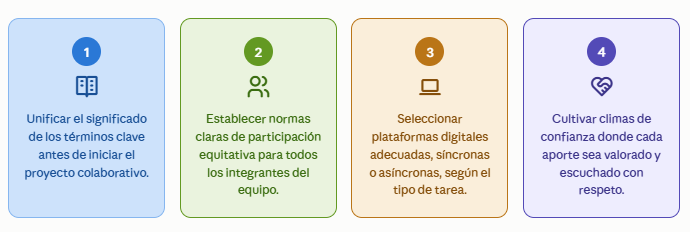 1
Unificar el significado
de los términos clave
antes de iniciar el
proyecto colaborativo.
2
Establecer normas
claras de participación
equitativa para todos
los integrantes del
equipo.
3
Seleccionar
plataformas digitales
adecuadas, síncronas
o asíncronas, según el
tipo de tarea.
4
Cultivar climas de
confianza donde cada
aporte sea valorado y
escuchado con
respeto.